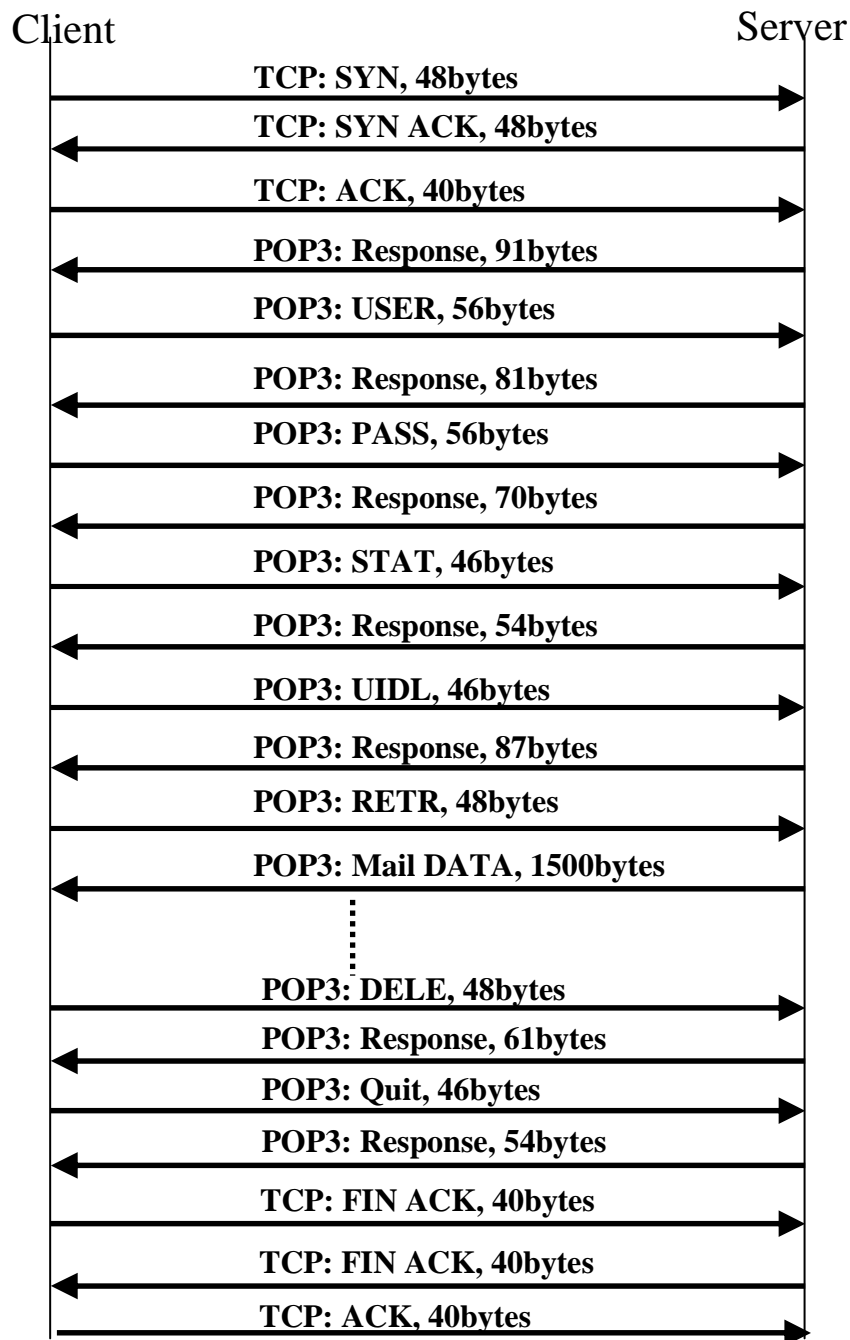 Client
Server
TCP: SYN, 48bytes
TCP: SYN ACK, 48bytes
TCP: ACK, 40bytes
POP3: Response, 91bytes
POP3: USER, 56bytes
POP3: Response, 81bytes
POP3: PASS, 56bytes
POP3: Response, 70bytes
POP3: STAT, 46bytes
POP3: Response, 54bytes
POP3: UIDL, 46bytes
POP3: Response, 87bytes
POP3: RETR, 48bytes
POP3: Mail DATA, 1500bytes
POP3: DELE, 48bytes
POP3: Response, 61bytes
POP3: Quit, 46bytes
POP3: Response, 54bytes
TCP: FIN ACK, 40bytes
TCP: FIN ACK, 40bytes
TCP: ACK, 40bytes